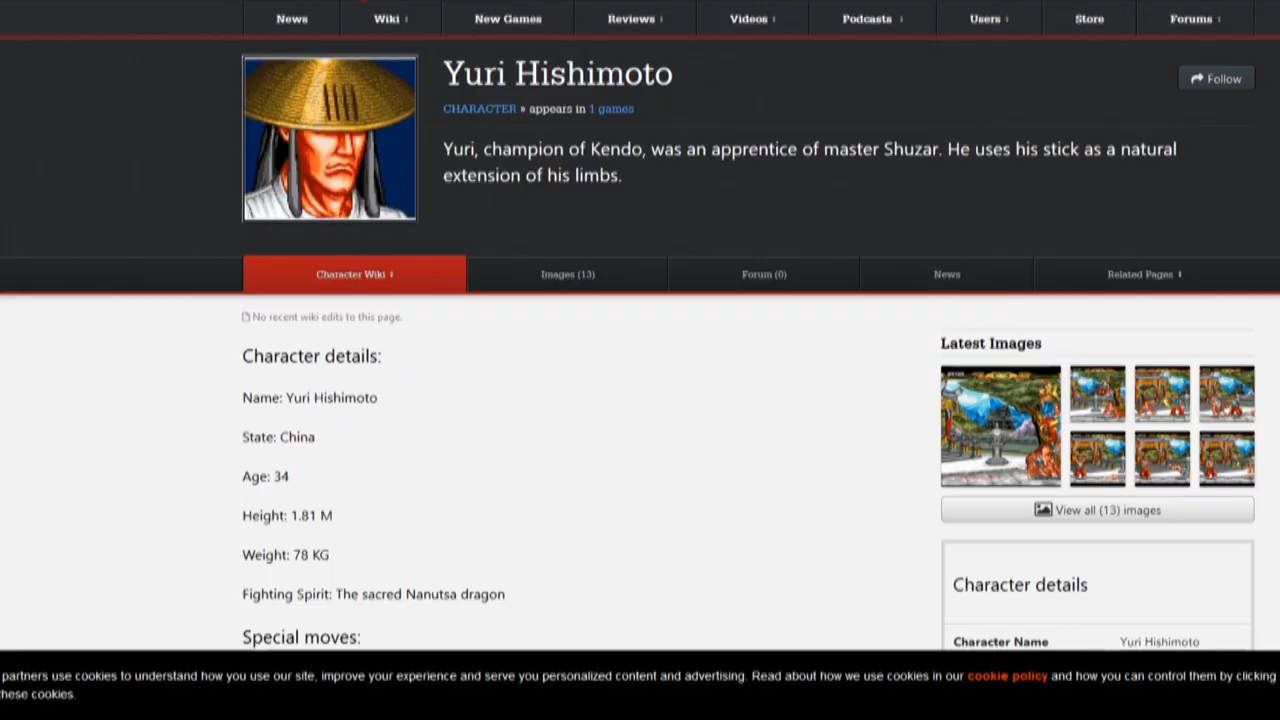 News Wiki New Games Reviews Videos Podcasts Users Store Forums
Yuri Hishimoto
Follow
CHARACTER » appears in 1 games
Yuri, champion of Kendo, was an apprentice of master Shuzar. He uses his stick as a natural
extension of his limbs.
Character Wiki Images (13) Forum (0) News Related Pages
No recent wiki edits to this page.
Character details:
Name: Yuri Hishimoto
State: China
Age: 34
Height: 1.81 M
Weight: 78 KG
Fighting Spirit: The sacred Nanutsa dragon
Special moves:
Latest Images
View all (13) images
Character details
Character Name Yuri Hishimoto
partners use cookies to understand how you use our site, improve your experience and serve you personalized content and advertising. Read about how we use cookies in our cookie policy and how you can control them by clicking
these cookies.